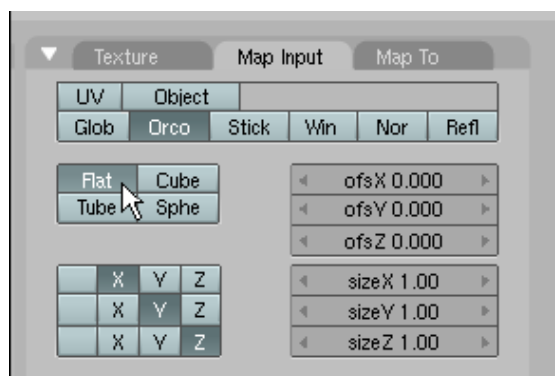 Texture Map Input Map To
UV Object
Glob Orco Stick Win Nor Refl
Flat Cube
Tube Sphe
ofsX 0.000
ofsY 0.000
ofsZ 0.000
X Y Z
X Y Z
X Y Z
sizeX 1.00
sizeY 1.00
sizeZ 1.00